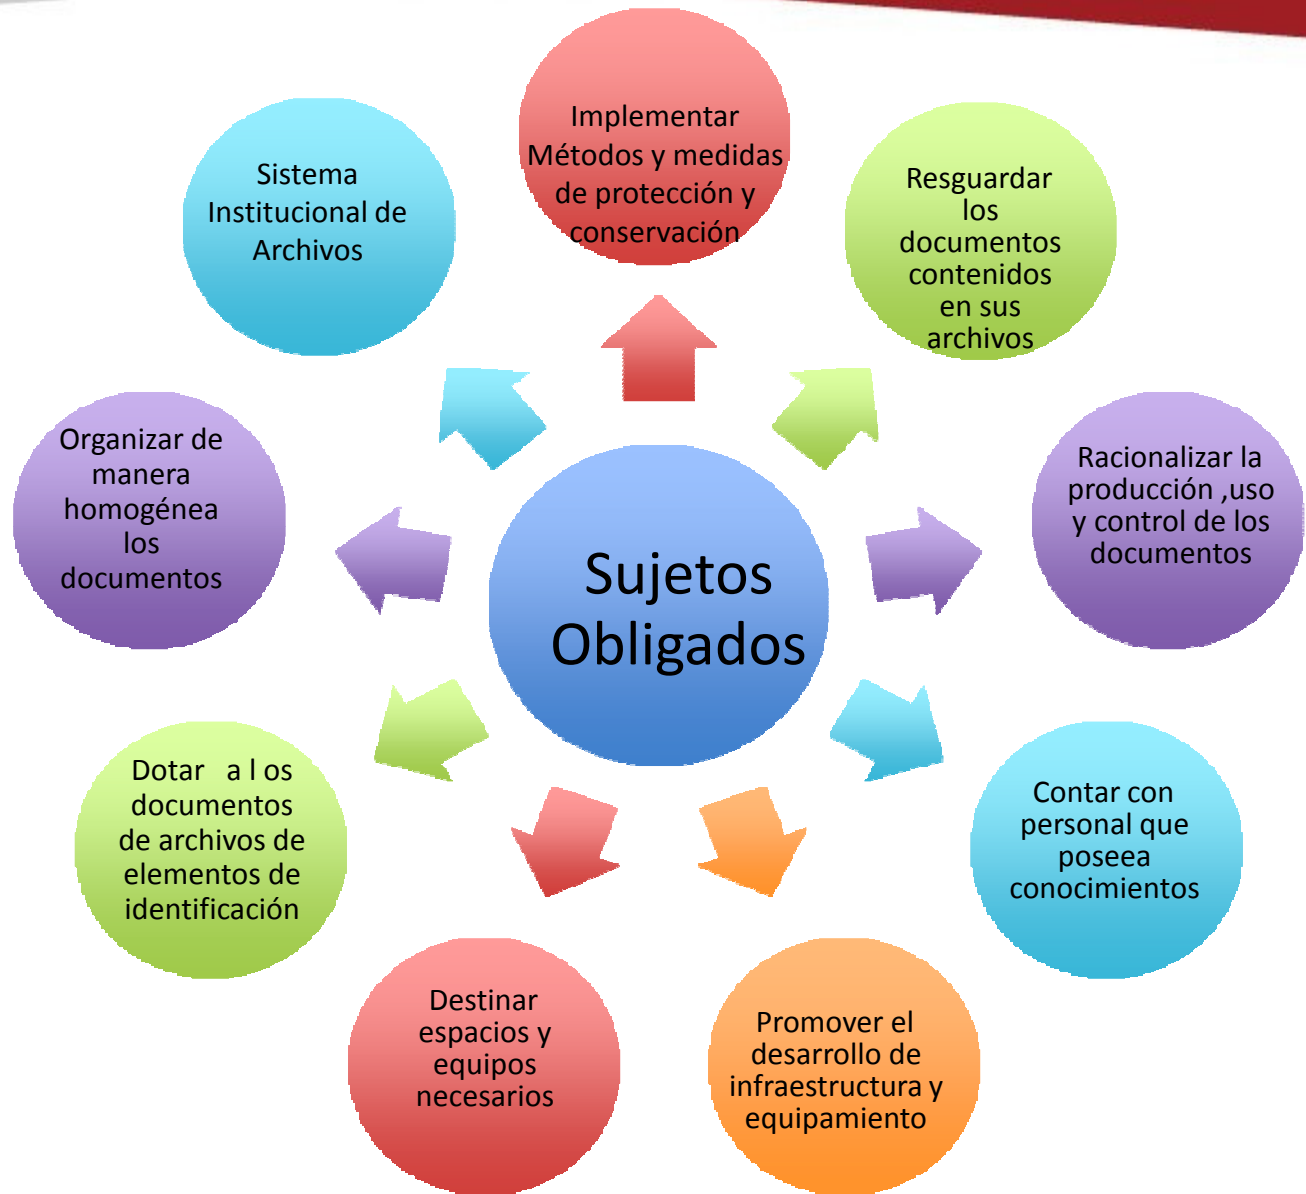 Implementar
Métodos y medidas
de protección y
conservación
Resguardar
los
documentos
contenidos
en sus
archivos
Racionalizar la
producción ,uso
y control de los
documentos
Contar con
personal que
poseea
conocimientos
Promover el
desarrollo de
infraestructura y
equipamiento
Destinar
espacios y
equipos
necesarios
Dotar a l os
documentos
de archivos de
elementos de
identificación
Organizar de
manera
homogénea
los
documentos
Sistema
Institucional de
Archivos
Sujetos
Obligados